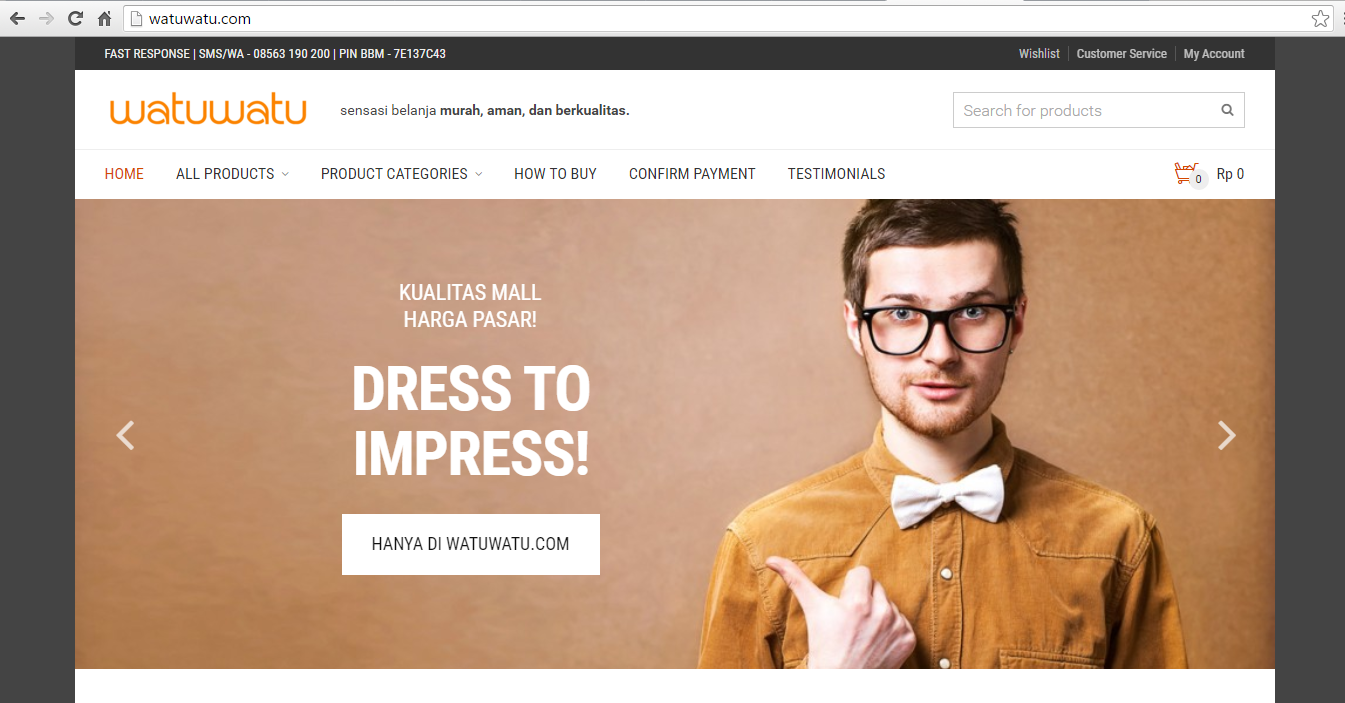 watuwatu.com
FAST RESPONSE | SMS/WA - 08563 190 200 | PIN BBM - 7E137C43
Wishlist
Customer Service
My Account
watuwatu
sensasi belanja murah, aman, dan berkualitas.
Search for products
HOME
ALL PRODUCTS
PRODUCT CATEGORIES
HOW TO BUY
CONFIRM PAYMENT
TESTIMONIALS
0
Rp 0
KUALITAS MALL
HARGA PASAR!
DRESS TO
IMPRESS!
HANYA DI WATUWATU.COM